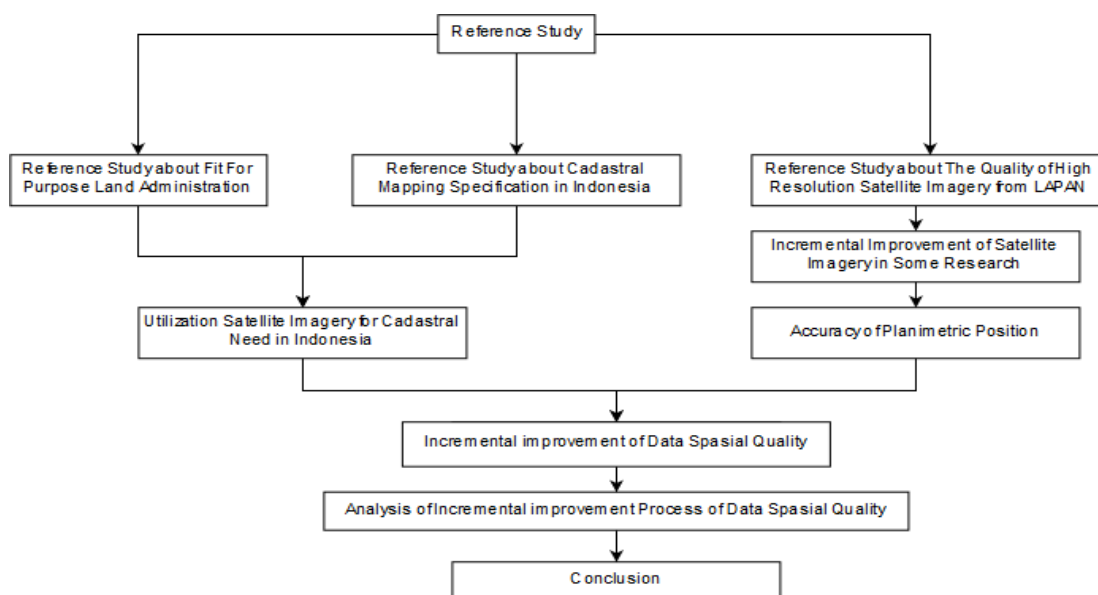 Reference Study
Reference Study about Fit For
Purpose Land Administration
Reference Study about Cadastral
Mapping Specification in Indonesia
Reference Study about The Quality of High
Resolution Satellite Imagery from LAPAN
Incremental Improvement of Satellite
Imagery in Some Research
Utilization Satellite Imagery for Cadastral
Need in Indonesia
Accuracy of Planimetric Position
Incremental improvement of Data Spasial Quality
Analysis of Incremental improvement Process of Data Spasial Quality
Conclusion